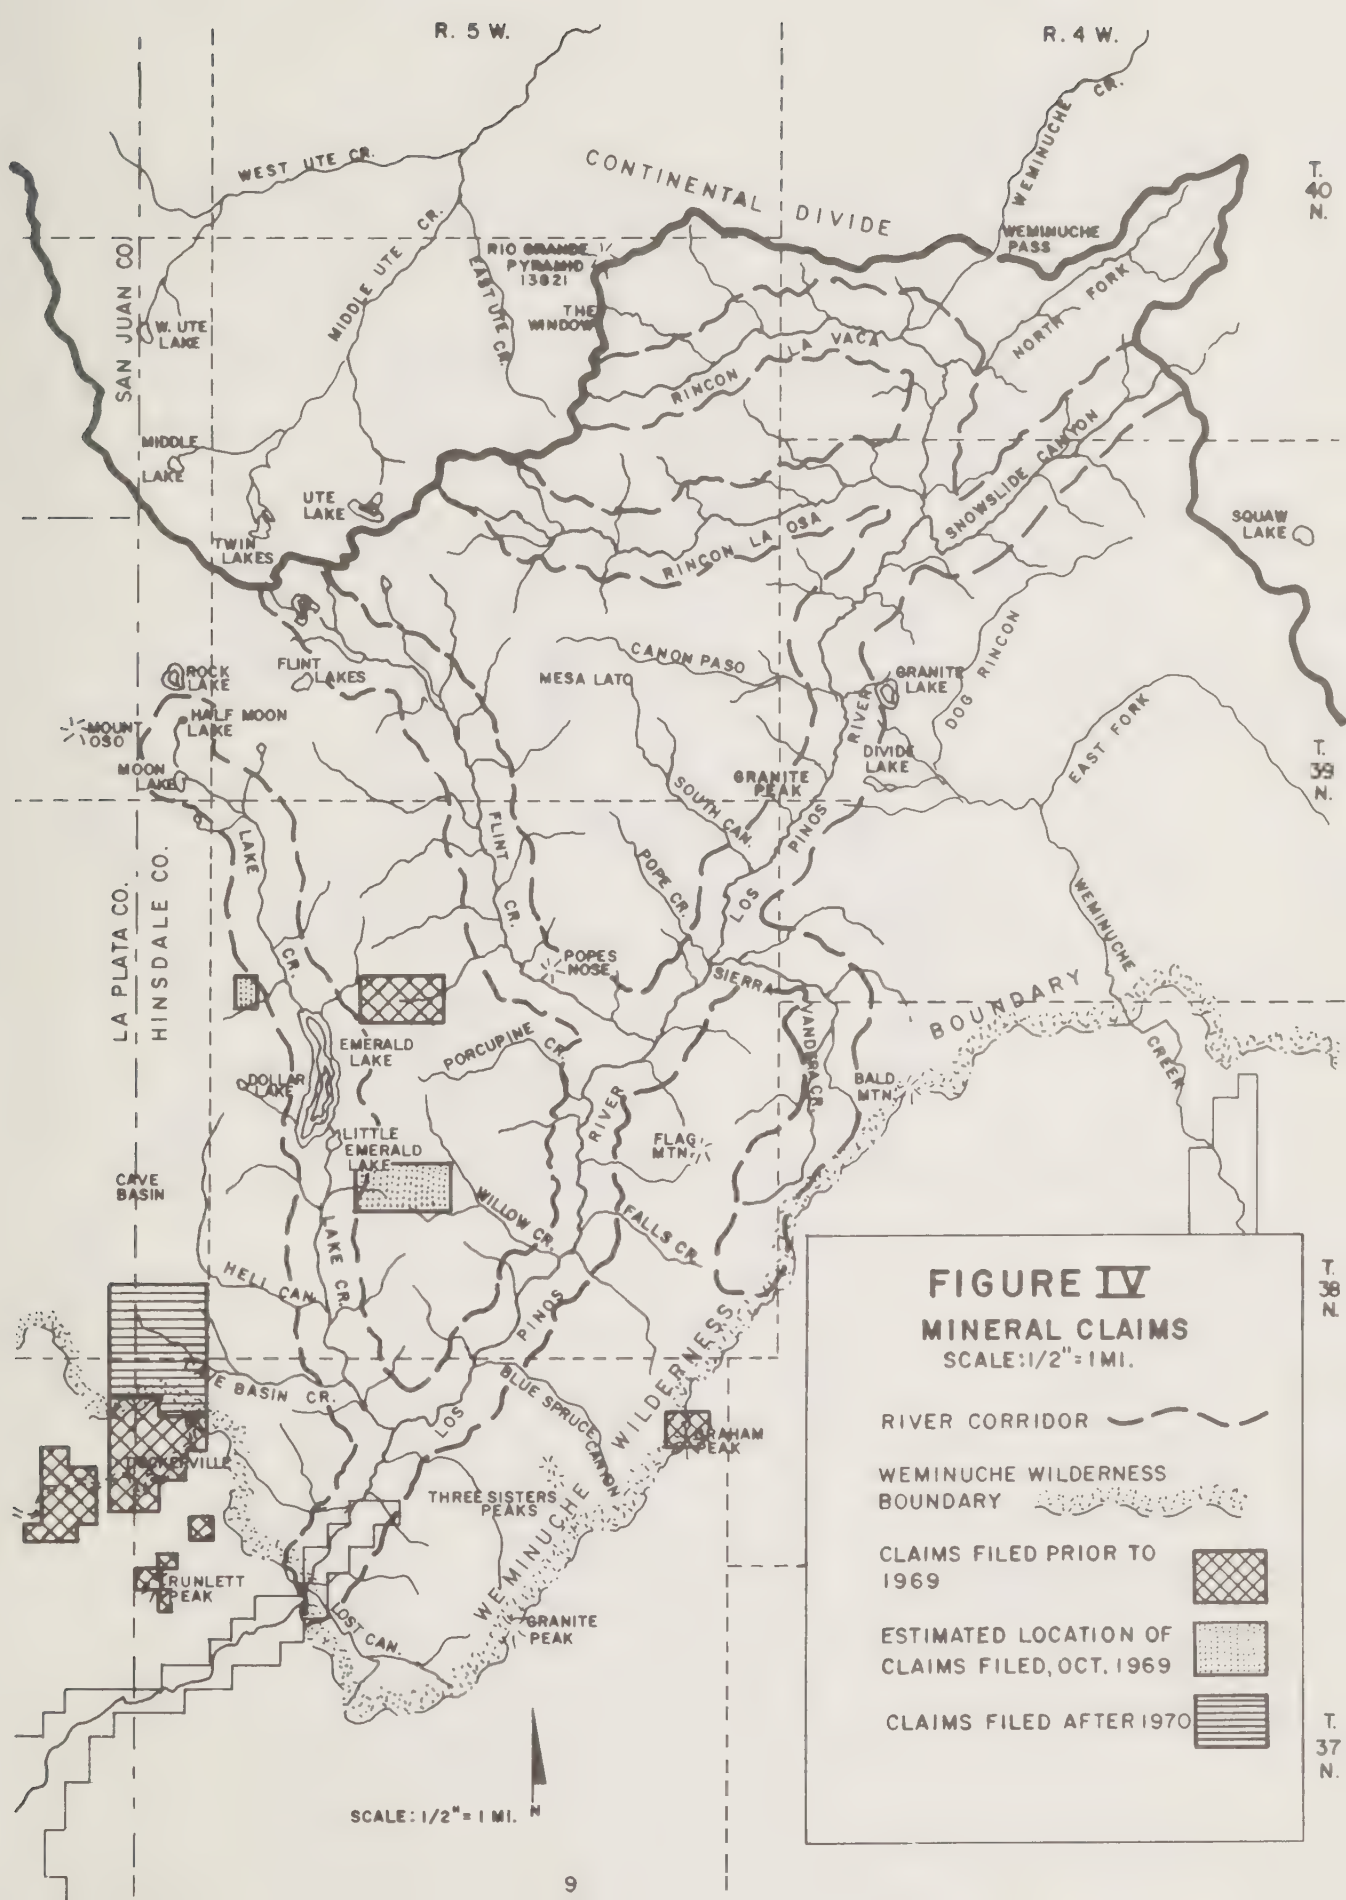 R. 5 W.
R. 4 W.
WEMINUCHE CR.
WEST UTE CR.
CONTINENTAL DIVIDE
T.
40
N.
SAN JUAN CO.
MIDDLE UTE CR.
RIO GRANDE
PYRAMID
13821
EAST UTE CR.
WEMINUCHE
PASS
THE
WINDOW
W. UTE
LAKE
NORTH FORK
RINCON LA VACA
MIDDLE
LAKE
UTE
LAKE
TWIN
LAKES
SNOWSLIDE CANYON
RINCON LA OSA
SQUAW
LAKE
ROCK
LAKE
FLINT
LAKES
CANON PASO
MESA LATO
GRANITE
LAKE
DOG RINCON
HALF MOON
LAKE
MOUNT
OSO
MOON
LAKE
RIVER
DIVIDE
LAKE
EAST FORK
T.
39
N.
GRANITE
PEAK
SOUTH CAN.
PINOS
LAKE
FLINT
POPE CR.
LOS
CR.
LA PLATA CO.
HINSDALE CO.
WEMINUCHE
CR.
POPES
NOSE
SIERRA
VANDERA CR.
BOUNDARY
CREEK
EMERALD
LAKE
PORCUPINE CR.
DOLLAR
LAKE
BALD
MTN.
RIVER
FLAG
MTN.
LITTLE
EMERALD
LAKE
CAVE
BASIN
WILLOW CR.
FALLS CR.
LAKE CR.
HELL CAN.
PINOS
CAVE BASIN CR.
BLUE SPRUCE CANYON
LOS
WEMINUCHE WILDERNESS
GRAHAM
PEAK
TUCKERVILLE
THREE SISTERS
PEAKS
RUNLETT
PEAK
LOST CAN.
GRANITE
PEAK
T.
38
N.
FIGURE IV
MINERAL CLAIMS
SCALE: 1/2" = 1 MI.
RIVER CORRIDOR
WEMINUCHE WILDERNESS
BOUNDARY
CLAIMS FILED PRIOR TO
1969
ESTIMATED LOCATION OF
CLAIMS FILED, OCT. 1969
CLAIMS FILED AFTER 1970
T.
37
N.
SCALE: 1/2" = 1 MI.
N
9